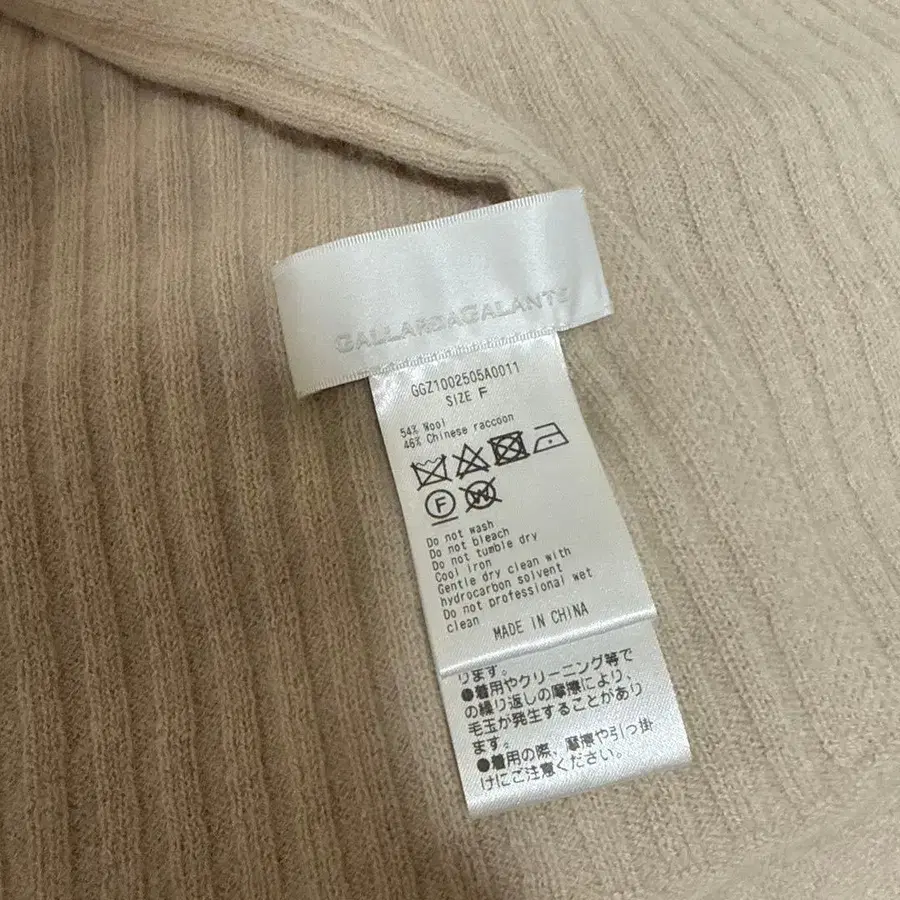 GALLARDAGALANTE
GGZ1002505A0011
SIZE F
54% Wool
46% Chinese raccoon
F
W
Do not wash
Do not bleach
Do not tumble dry
Cool iron
Gentle dry clean with
hydrocarbon solvent
Do not professional wet
clean
MADE IN CHINA
ります。
●着用やクリーニング等で
の繰り返しの摩擦により、
毛玉が発生することがあり
ます。
●着用の際、摩擦や引っ掛
けにご注意ください。